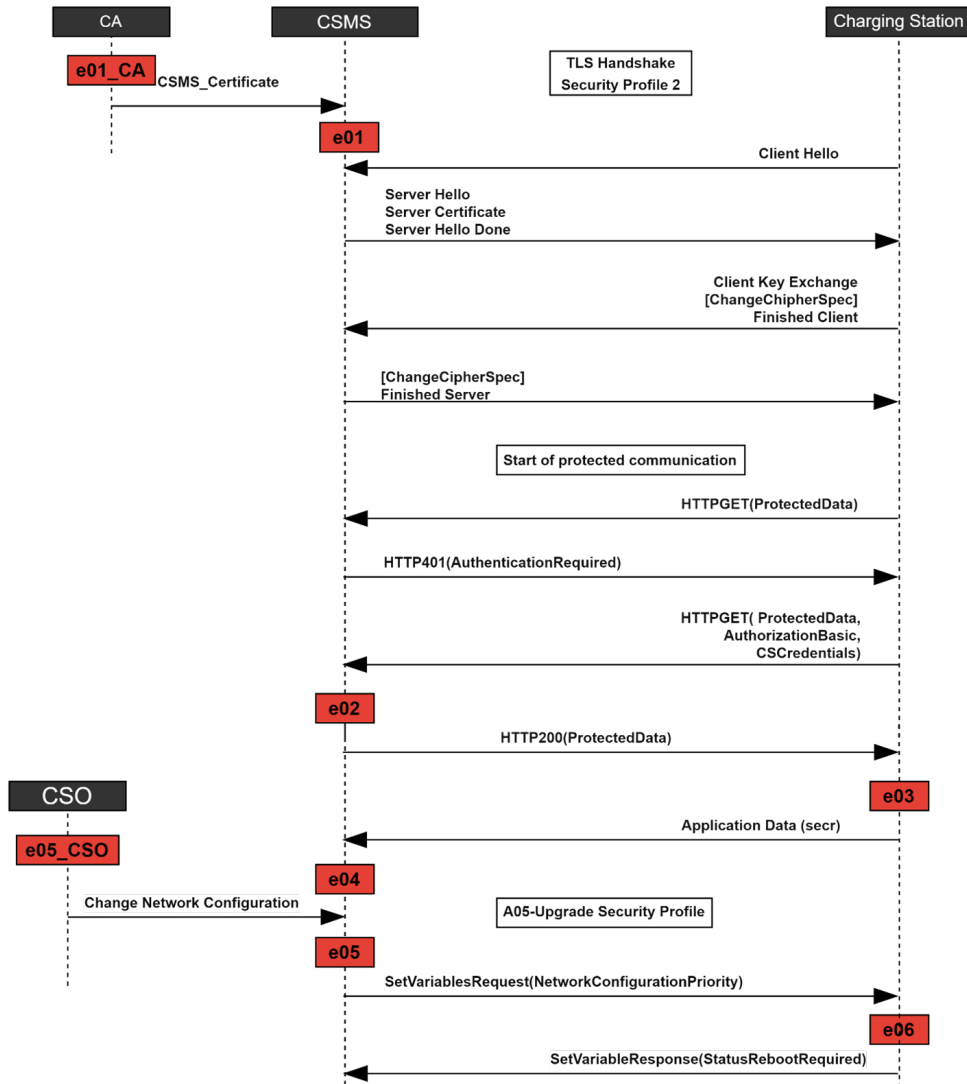 CA
CSMS
Charging Station
e01_CA
TLS Handshake
Security Profile 2
CSMS_Certificate
e01
Client Hello
Server Hello
Server Certificate
Server Hello Done
Client Key Exchange
[ChangeChipherSpec]
Finished Client
[ChangeCipherSpec]
Finished Server
Start of protected communication
HTTPGET(ProtectedData)
HTTP401(AuthenticationRequired)
HTTPGET( ProtectedData,
AuthorizationBasic,
CSCredentials)
e02
HTTP200(ProtectedData)
CSO
e03
Application Data (secr)
e05_CSO
e04
Change Network Configuration
A05-Upgrade Security Profile
e05
SetVariablesRequest(NetworkConfigurationPriority)
e06
SetVariableResponse(StatusRebootRequired)